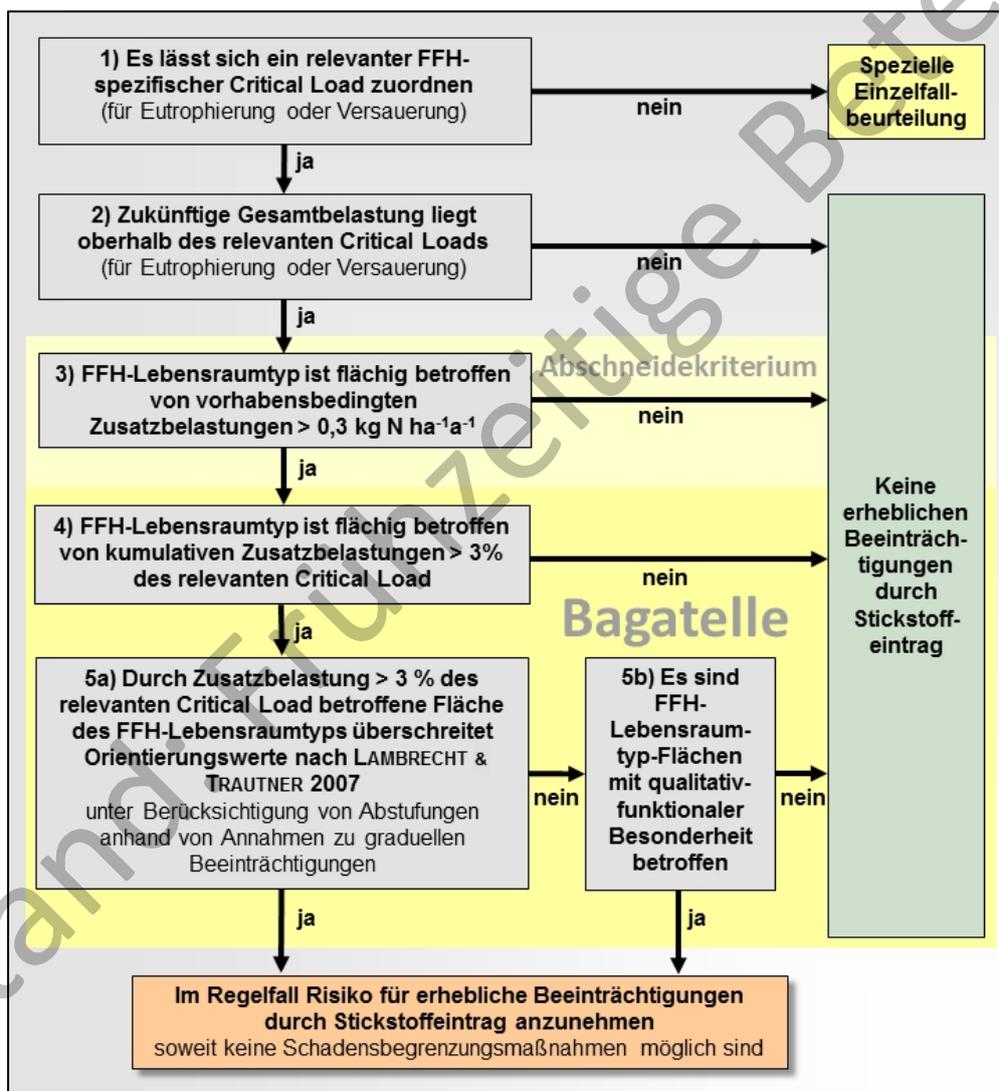 1) Es lässt sich ein relevanter FFH-
spezifischer Critical Load zuordnen
(für Eutrophierung oder Versauerung)
nein
Spezielle
Einzelfall-
beurteilung
ja
2) Zukünftige Gesamtbelastung liegt
oberhalb des relevanten Critical Loads
(für Eutrophierung oder Versauerung)
nein
ja
Abschneidekriterium
3) FFH-Lebensraumtyp ist flächig betroffen
von vorhabensbedingten
Zusatzbelastungen > 0,3 kg N ha⁻¹a⁻¹
nein
ja
Keine
erheblichen
Beeinträch-
tigungen
durch
Stickstoff-
eintrag
4) FFH-Lebensraumtyp ist flächig betroffen
von kumulativen Zusatzbelastungen > 3%
des relevanten Critical Load
nein
Bagatelle
ja
5a) Durch Zusatzbelastung > 3 % des
relevanten Critical Load betroffene Fläche
des FFH-Lebensraumtyps überschreitet
Orientierungswerte nach LAMBRECHT &
TRAUTNER 2007
unter Berücksichtigung von Abstufungen
anhand von Annahmen zu graduellen
Beeinträchtigungen
nein
5b) Es sind
FFH-
Lebensraum-
typ-Flächen
mit qualitativ-
funktionaler
Besonderheit
betroffen
nein
ja
ja
Im Regelfall Risiko für erhebliche Beeinträchtigungen
durch Stickstoffeintrag anzunehmen
soweit keine Schadensbegrenzungsmaßnahmen möglich sind
tand: Frühzeitige Bete